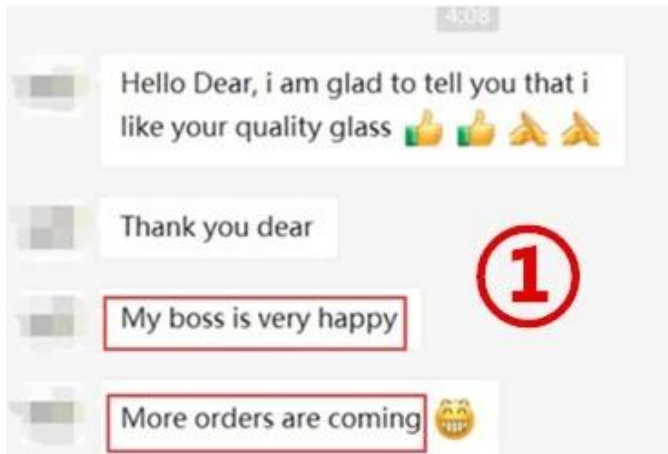 4:08
Hello Dear, i am glad to tell you that i
like your quality glass 👍 👍 🙏 🙏
Thank you dear
My boss is very happy
①
More orders are coming 😁